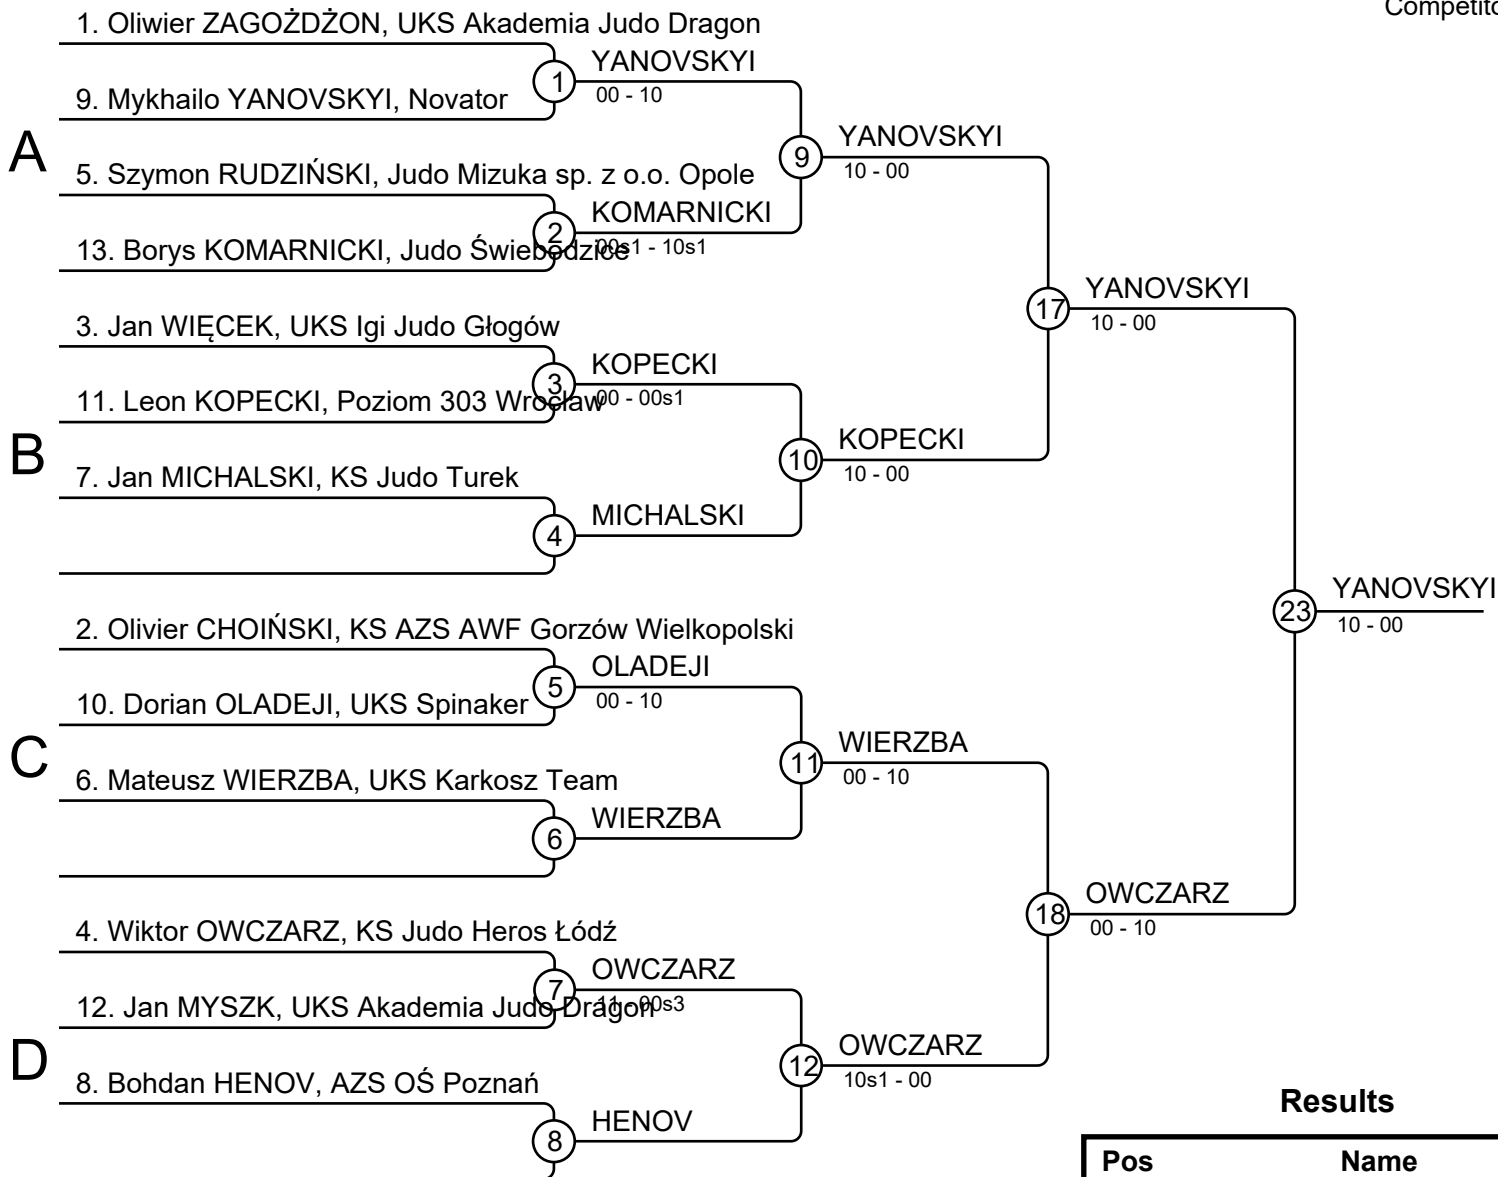 Competito
1. Oliwier ZAGOŻDŻON, UKS Akademia Judo Dragon
9. Mykhailo YANOVSKYI, Novator
1
YANOVSKYI
00 - 10
A
5. Szymon RUDZIŃSKI, Judo Mizuka sp. z o.o. Opole
13. Borys KOMARNICKI, Judo Świebodzice
2
KOMARNICKI
00s1 - 10s1
9
YANOVSKYI
10 - 00
3. Jan WIĘCEK, UKS Igi Judo Głogów
11. Leon KOPECKI, Poziom 303 Wrocław
3
KOPECKI
00 - 00s1
B
7. Jan MICHALSKI, KS Judo Turek
4
MICHALSKI
10
KOPECKI
10 - 00
17
YANOVSKYI
10 - 00
2. Olivier CHOIŃSKI, KS AZS AWF Gorzów Wielkopolski
10. Dorian OLADEJI, UKS Spinaker
5
OLADEJI
00 - 10
C
6. Mateusz WIERZBA, UKS Karkosz Team
6
WIERZBA
11
WIERZBA
00 - 10
4. Wiktor OWCZARZ, KS Judo Heros Łódź
12. Jan MYSZK, UKS Akademia Judo Dragon
7
OWCZARZ
11 - 00s3
D
8. Bohdan HENOV, AZS OŚ Poznań
8
HENOV
12
OWCZARZ
10s1 - 00
18
OWCZARZ
00 - 10
23
YANOVSKYI
10 - 00
Results
Pos Name